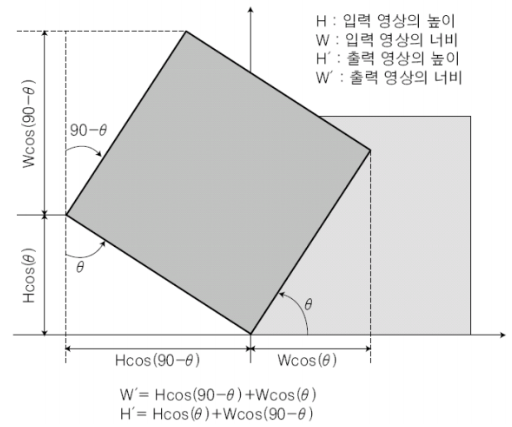 H : 입력 영상의 높이
W : 입력 영상의 너비
H´ : 출력 영상의 높이
W´ : 출력 영상의 너비
Wcos(90-θ)
90-θ
Hcos(θ)
θ
θ
Hcos(90-θ)
Wcos(θ)
W´= Hcos(90-θ)+Wcos(θ)
H´= Hcos(θ)+Wcos(90-θ)